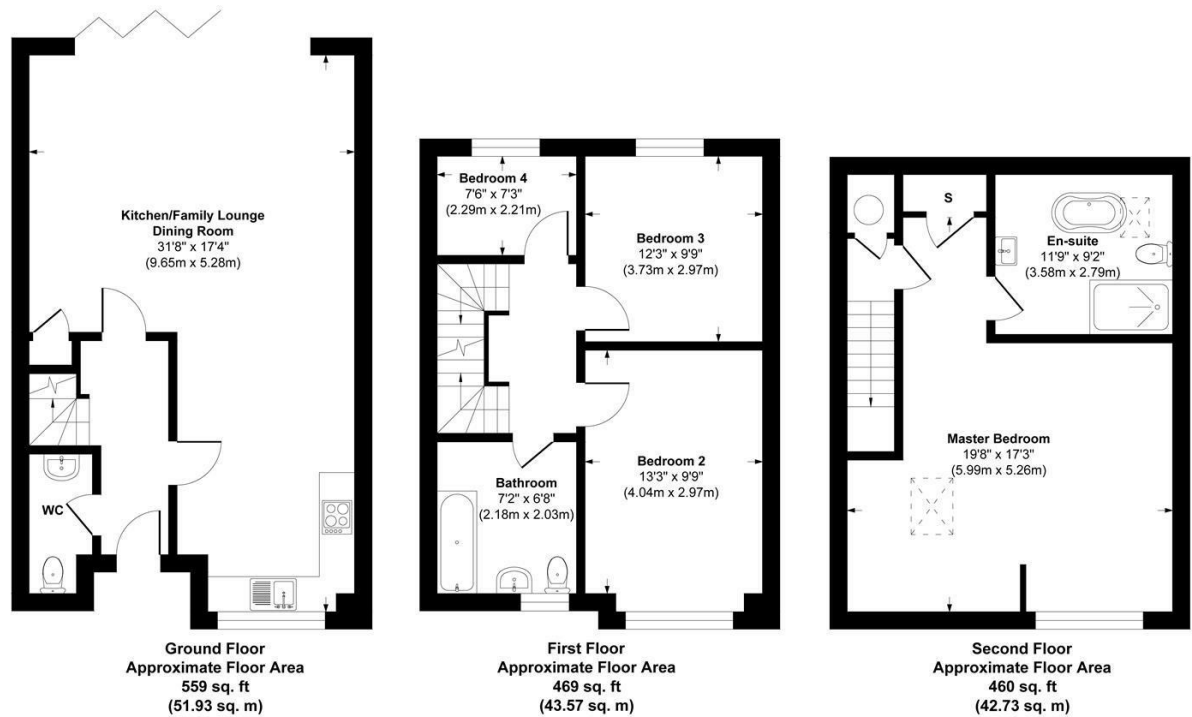 Kitchen/Family Lounge
Dining Room
31'8" x 17'4"
(9.65m x 5.28m)
WC
Ground Floor
Approximate Floor Area
559 sq. ft
(51.93 sq. m)
Bedroom 4
7'6" x 7'3"
(2.29m x 2.21m)
Bedroom 3
12'3" x 9'9"
(3.73m x 2.97m)
Bedroom 2
13'3" x 9'9"
(4.04m x 2.97m)
Bathroom
7'2" x 6'8"
(2.18m x 2.03m)
First Floor
Approximate Floor Area
469 sq. ft
(43.57 sq. m)
S
En-suite
11'9" x 9'2"
(3.58m x 2.79m)
Master Bedroom
19'8" x 17'3"
(5.99m x 5.26m)
Second Floor
Approximate Floor Area
460 sq. ft
(42.73 sq. m)